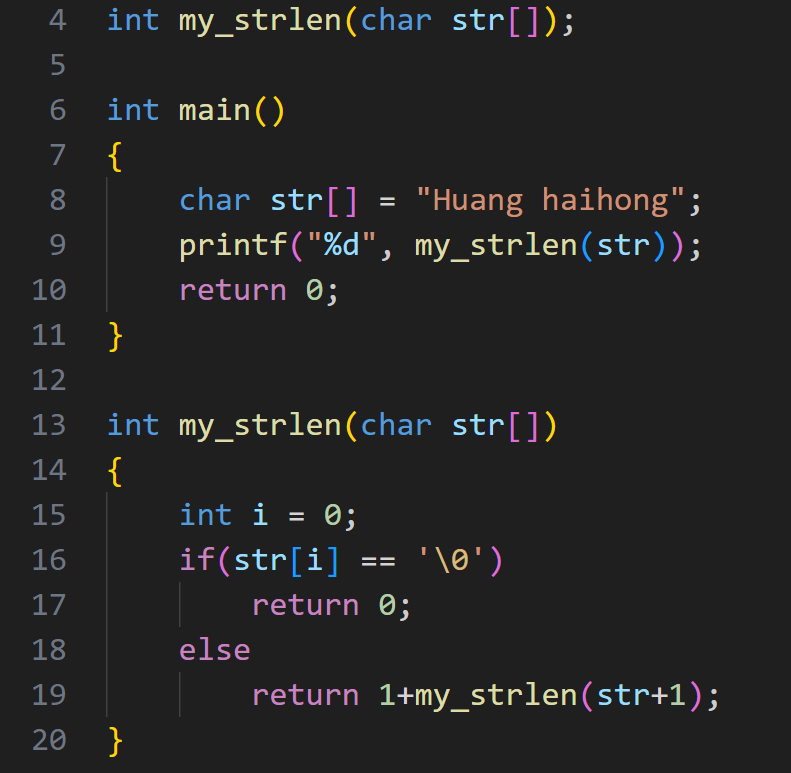 4 int my_strlen(char str[]);
5
6 int main()
7 {
8 char str[] = "Huang haihong";
9 printf("%d", my_strlen(str));
10 return 0;
11 }
12
13 int my_strlen(char str[])
14 {
15 int i = 0;
16 if(str[i] == '\0')
17 return 0;
18 else
19 return 1+my_strlen(str+1);
20 }